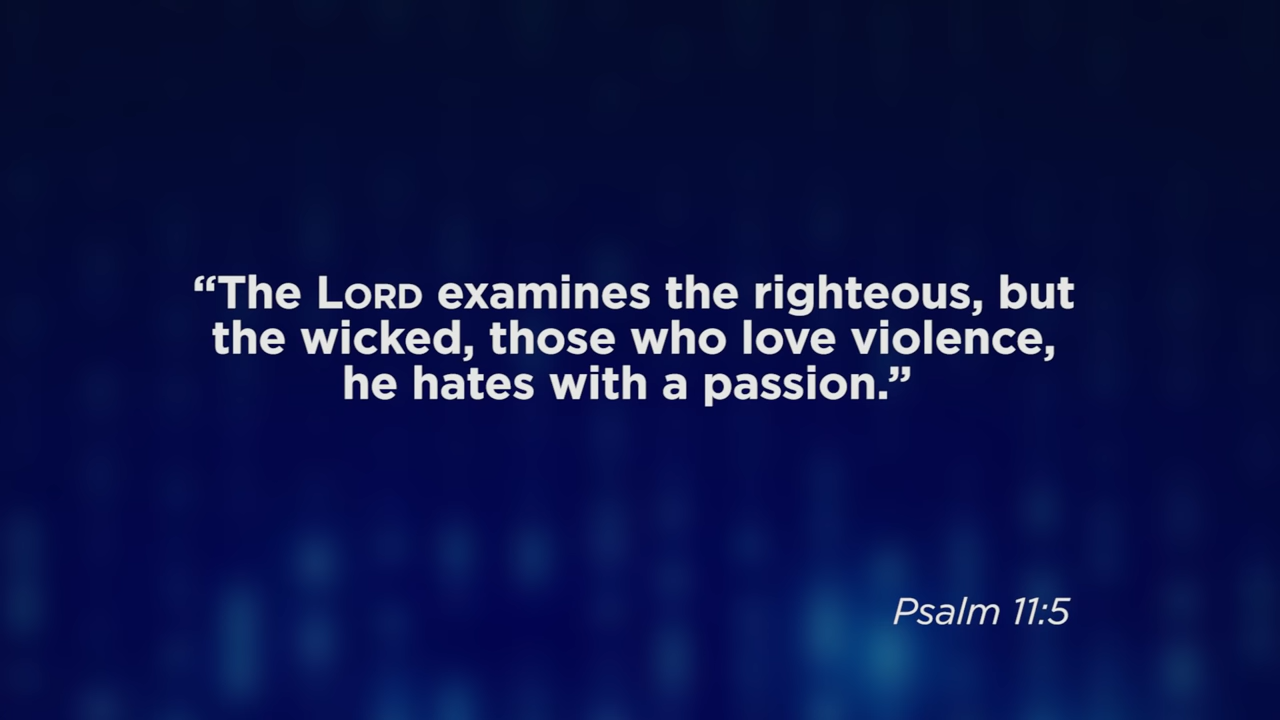 “The LORD examines the righteous, but
the wicked, those who love violence,
he hates with a passion.”
Psalm 11:5